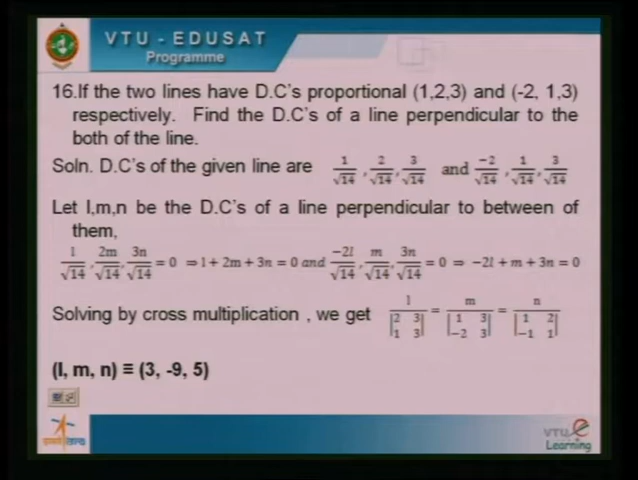 VTU - EDUSAT
Programme
16.If the two lines have D.C's proportional (1,2,3) and (-2, 1,3)
respectively. Find the D.C's of a line perpendicular to the
both of the line.
Soln. D.C's of the given line are 1/√14, 2/√14, 3/√14 and −2/√14, 1/√14, 3/√14
Let l,m,n be the D.C's of a line perpendicular to between of
them,
1/√14, 2m/√14, 3n/√14 = 0 ⇒ 1 + 2m + 3n = 0 and −2l/√14, m/√14, 3n/√14 = 0 ⇒ −2l + m + 3n = 0
Solving by cross multiplication , we get l/|2 3; 1 3| = m/|1 3; −2 3| = n/|1 2; −1 1|
(l, m, n) ≡ (3, -9, 5)
VTU e
Learning